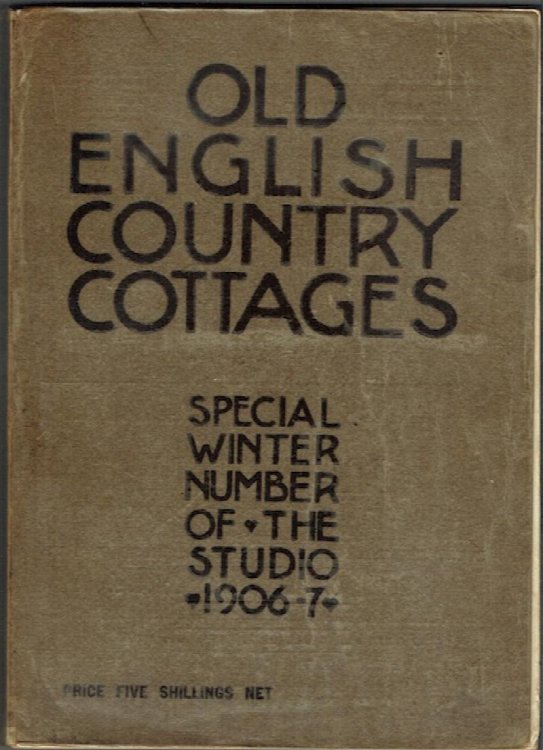 OLD
ENGLISH
COUNTRY
COTTAGES
SPECIAL
WINTER
NUMBER
OF ♥ THE
STUDIO
♥1906-7♥
PRICE FIVE SHILLINGS NET